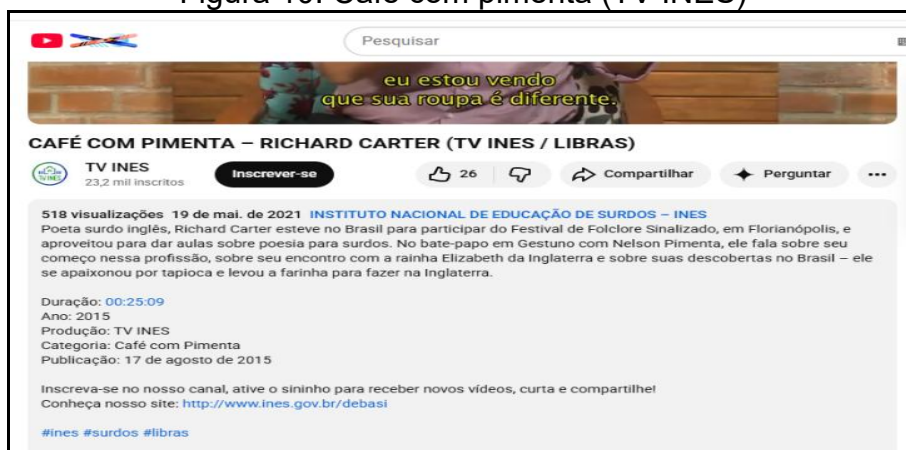 Figura 10: Café com pimenta (TV INES)
Pesquisar
eu estou vendo
que sua roupa é diferente.
CAFÉ COM PIMENTA – RICHARD CARTER (TV INES / LIBRAS)
TV INES
23,2 mil inscritos
Inscrever-se
26
Compartilhar
Perguntar
518 visualizações 19 de mai. de 2021 INSTITUTO NACIONAL DE EDUCAÇÃO DE SURDOS – INES
Poeta surdo inglês, Richard Carter esteve no Brasil para participar do Festival de Folclore Sinalizado, em Florianópolis, e
aproveitou para dar aulas sobre poesia para surdos. No bate-papo em Gestuno com Nelson Pimenta, ele fala sobre seu
começo nessa profissão, sobre seu encontro com a rainha Elizabeth da Inglaterra e sobre suas descobertas no Brasil – ele
se apaixonou por tapioca e levou a farinha para fazer na Inglaterra.
Duração: 00:25:09
Ano: 2015
Produção: TV INES
Categoria: Café com Pimenta
Publicação: 17 de agosto de 2015
Inscreva-se no nosso canal, ative o sininho para receber novos vídeos, curta e compartilhe!
Conheça nosso site: http://www.ines.gov.br/debasi
#ines #surdos #libras